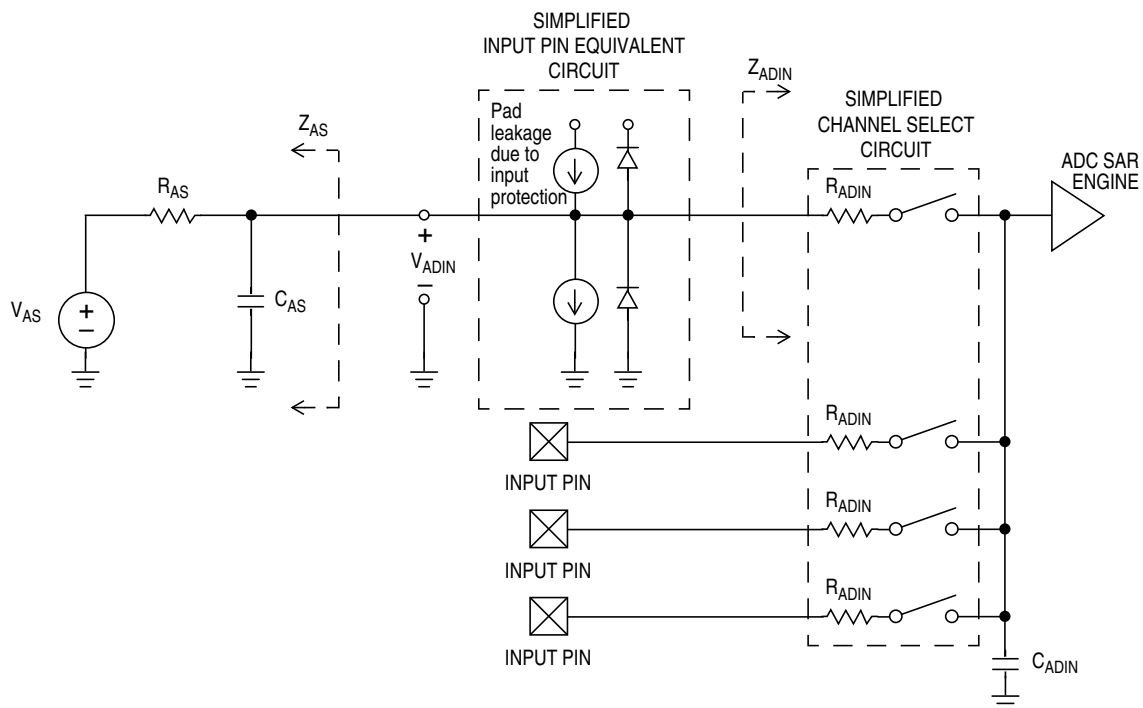 SIMPLIFIED
INPUT PIN EQUIVALENT
CIRCUIT
Pad
leakage
due to
input
protection
Z_ADIN
SIMPLIFIED
CHANNEL SELECT
CIRCUIT
ADC SAR
ENGINE
Z_AS
R_AS
R_ADIN
+
V_ADIN
–
V_AS
+
–
C_AS
R_ADIN
INPUT PIN
R_ADIN
INPUT PIN
R_ADIN
INPUT PIN
C_ADIN